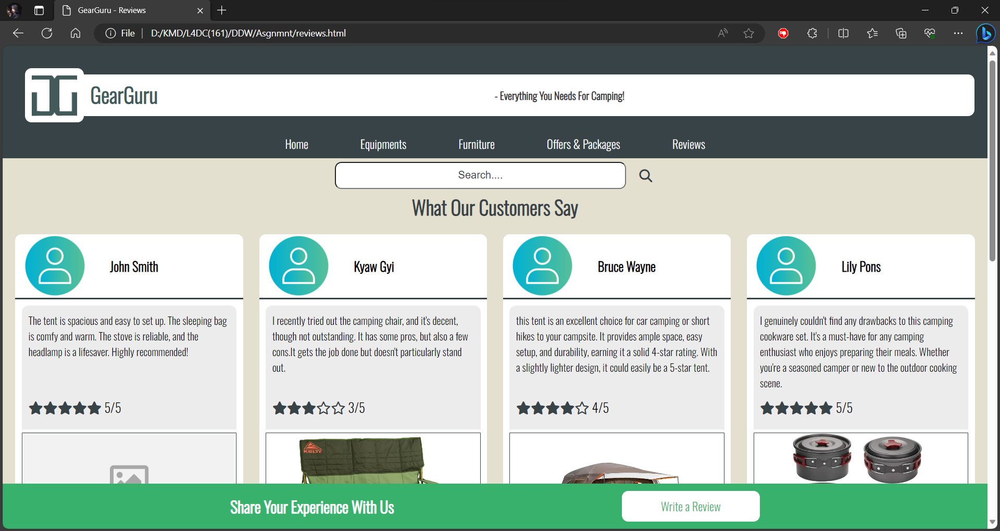 GearGuru - Reviews
File
D:/KMD/L4DC(161)/DDW/Asgnmnt/reviews.html
GearGuru
- Everything You Needs For Camping!
Home
Equipments
Furniture
Offers & Packages
Reviews
Search....
What Our Customers Say
John Smith
The tent is spacious and easy to set up. The sleeping bag
is comfy and warm. The stove is reliable, and the
headlamp is a lifesaver. Highly recommended!
5/5
Kyaw Gyi
I recently tried out the camping chair, and it's decent,
though not outstanding. It has some pros, but also a few
cons.It gets the job done but doesn't particularly stand
out.
3/5
KELTY
Bruce Wayne
this tent is an excellent choice for car camping or short
hikes to your campsite. It provides ample space, easy
setup, and durability, earning it a solid 4-star rating. With
a slightly lighter design, it could easily be a 5-star tent.
4/5
Lily Pons
I genuinely couldn't find any drawbacks to this camping
cookware set. It's a must-have for any camping
enthusiast who enjoys preparing their meals. Whether
you're a seasoned camper or new to the outdoor cooking
scene.
5/5
Share Your Experience With Us
Write a Review